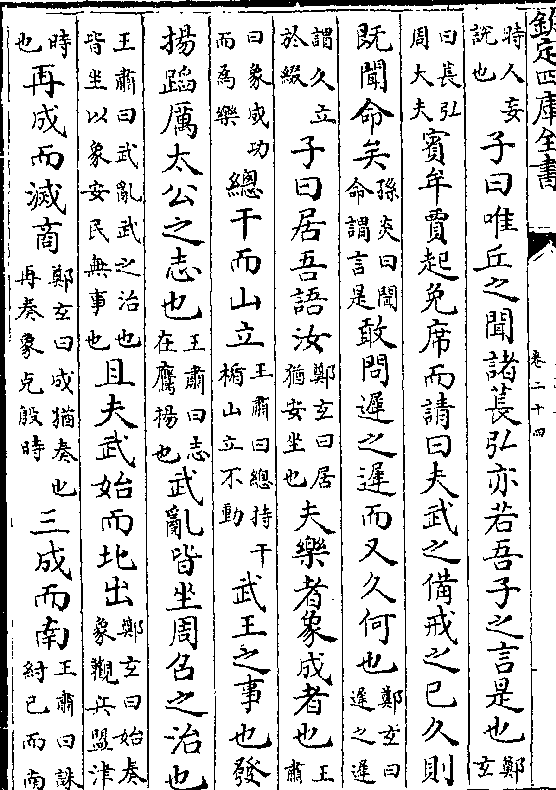 欽定四庫全書
卷二十四
時人妄說也子曰唯丘之聞諸萇弘亦若吾子之言是也鄭玄
曰萇弘周大夫賓牟賈起免席而請曰夫武之備戒之已久則
既聞命矣孫炎曰聞命謂言是敢問遲之遲而又久何也鄭玄曰遲之遲
謂久立於綴子曰居吾語汝鄭玄曰居猶安坐也夫樂者象成者也王肅
曰象成功而爲樂總干而山立王肅曰總持干楯山立不動武王之事也發
揚蹈厲太公之志也王肅曰志在鷹揚也武亂皆坐周召之治也
王肅曰武亂武之治也皆坐以象安民無事也且夫武始而北出鄭玄曰始奏象觀兵盟津
時也再成而滅商鄭玄曰成猶奏也再奏象克殷時三成而南王肅曰誅紂已而南